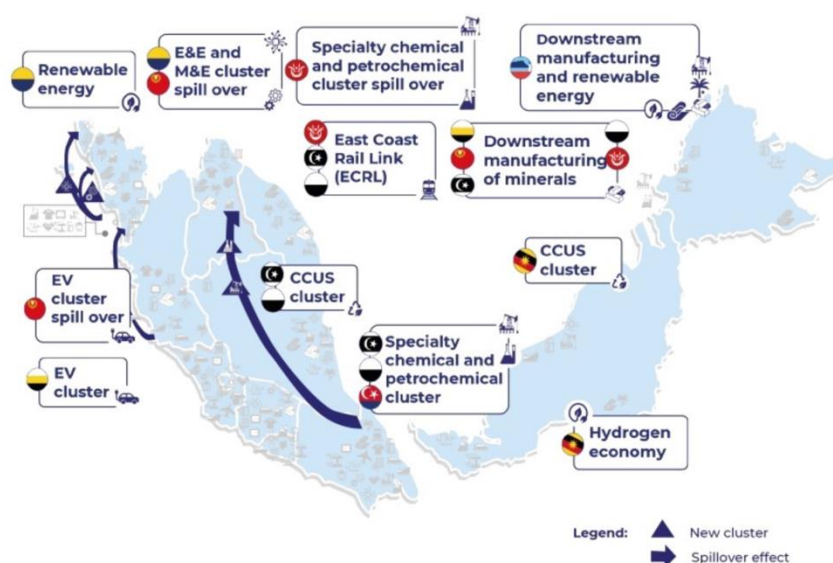 Renewable
energy
E&E and
M&E cluster
spill over
Specialty chemical
and petrochemical
cluster spill over
Downstream
manufacturing
and renewable
energy
East Coast
Rail Link
(ECRL)
Downstream
manufacturing
of minerals
EV
cluster
spill over
CCUS
cluster
CCUS
cluster
EV
cluster
Specialty
chemical and
petrochemical
cluster
Hydrogen
economy
Legend:
New cluster
Spillover effect